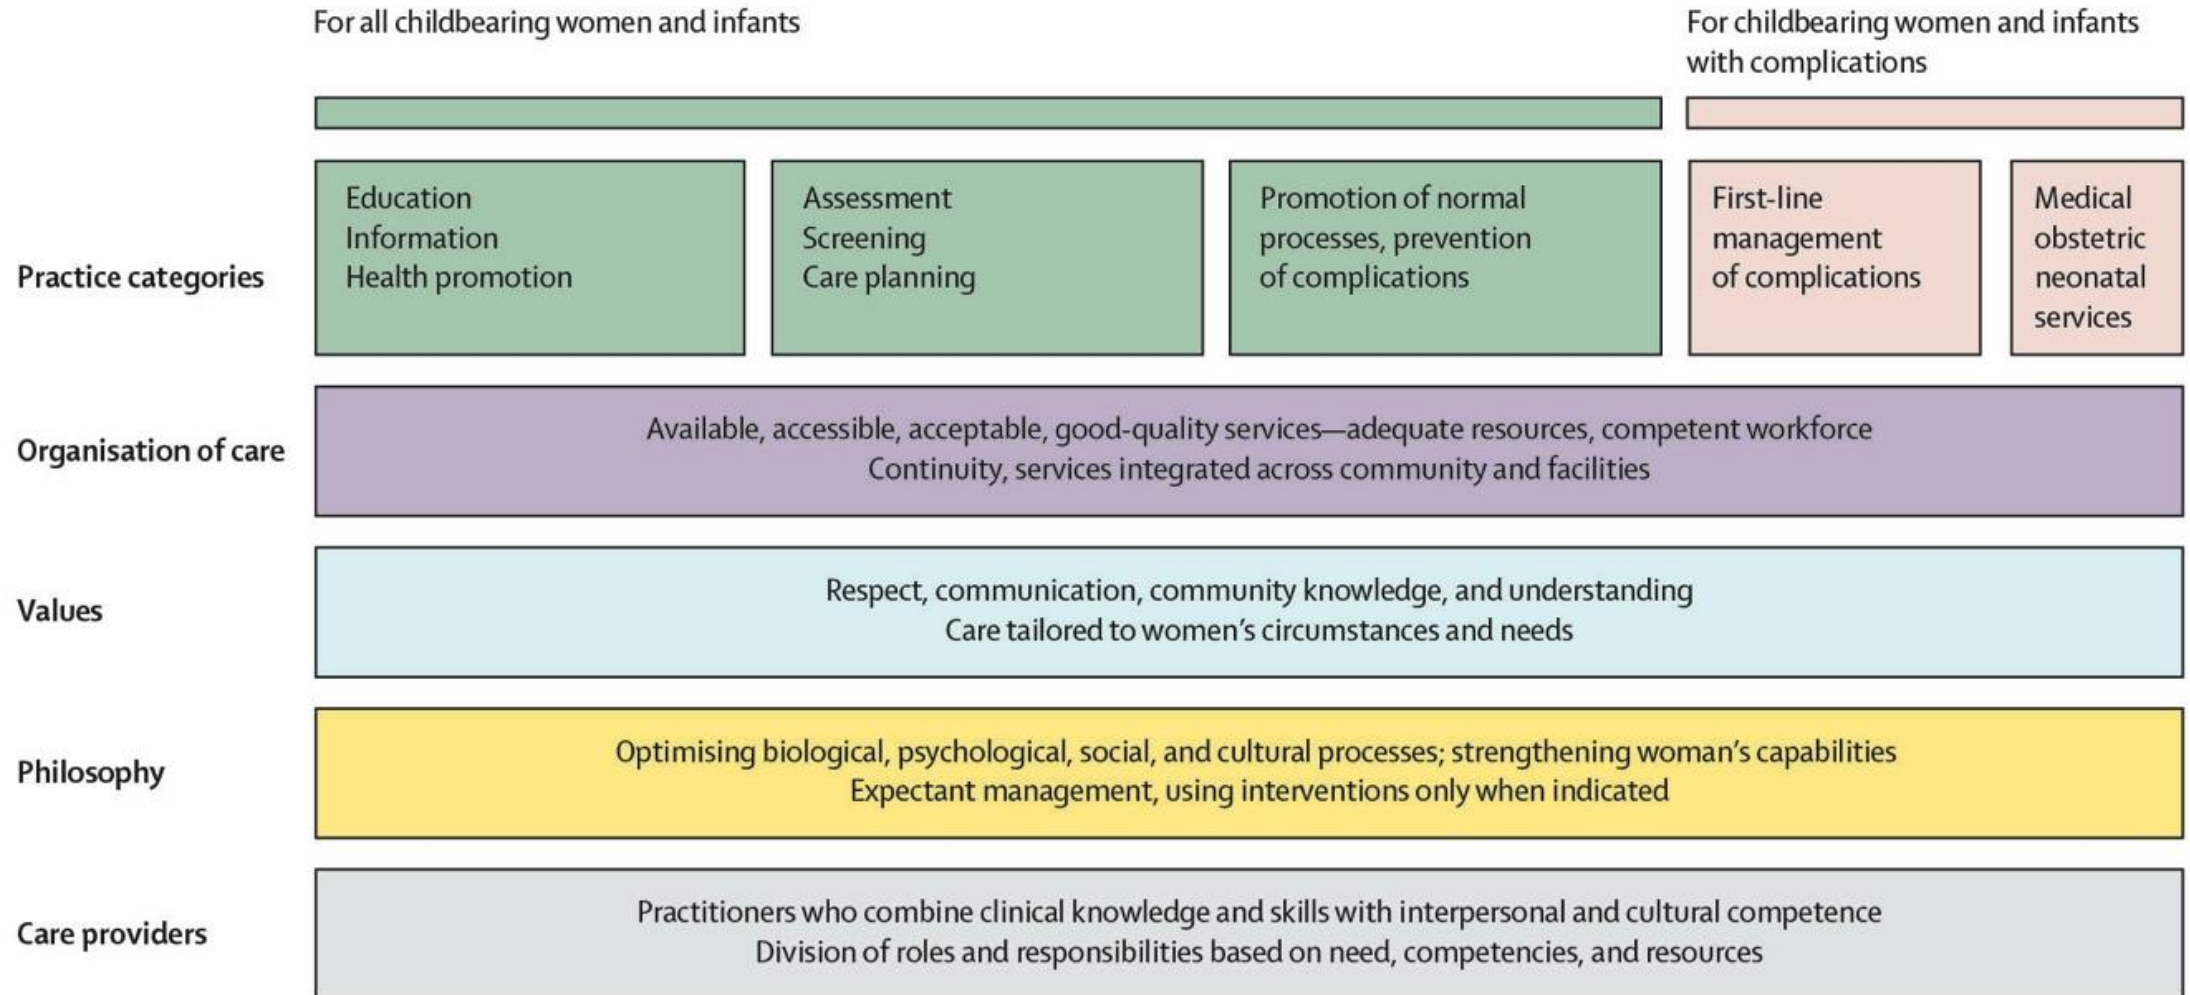 For all childbearing women and infants
For childbearing women and infants
with complications
Practice categories
Education
Information
Health promotion
Assessment
Screening
Care planning
Promotion of normal
processes, prevention
of complications
First-line
management
of complications
Medical
obstetric
neonatal
services
Organisation of care
Available, accessible, acceptable, good-quality services—adequate resources, competent workforce
Continuity, services integrated across community and facilities
Values
Respect, communication, community knowledge, and understanding
Care tailored to women’s circumstances and needs
Philosophy
Optimising biological, psychological, social, and cultural processes; strengthening woman’s capabilities
Expectant management, using interventions only when indicated
Care providers
Practitioners who combine clinical knowledge and skills with interpersonal and cultural competence
Division of roles and responsibilities based on need, competencies, and resources